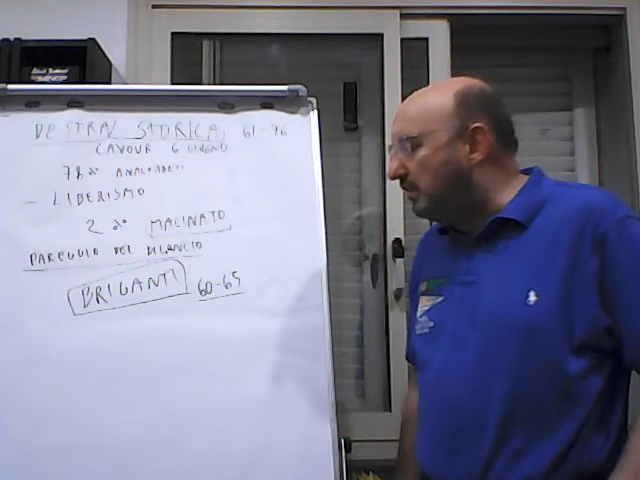 DESTRA STORICA 61-76
CAVOUR 6 GIUGNO
78% ANALFABETI
- LIBERISMO
2% MACINATO
PAREGGIO DEL BILANCIO
BRIGANTI 60-65